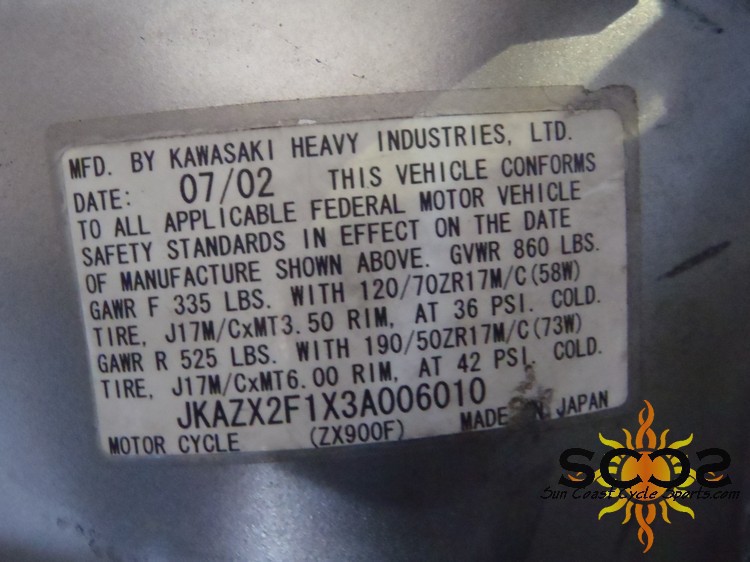 MFD. BY KAWASAKI HEAVY INDUSTRIES, LTD.
DATE: 07/02 THIS VEHICLE CONFORMS
TO ALL APPLICABLE FEDERAL MOTOR VEHICLE
SAFETY STANDARDS IN EFFECT ON THE DATE
OF MANUFACTURE SHOWN ABOVE. GVWR 860 LBS.
GAWR F 335 LBS. WITH 120/70ZR17M/C(58W)
TIRE, J17M/CxMT3.50 RIM, AT 36 PSI. COLD.
GAWR R 525 LBS. WITH 190/50ZR17M/C(73W)
TIRE, J17M/CxMT6.00 RIM, AT 42 PSI. COLD.
JKAZX2F1X3A006010
MOTOR CYCLE (ZX900F) MADE IN JAPAN
SCCS
Sun Coast Cycle Sports.com